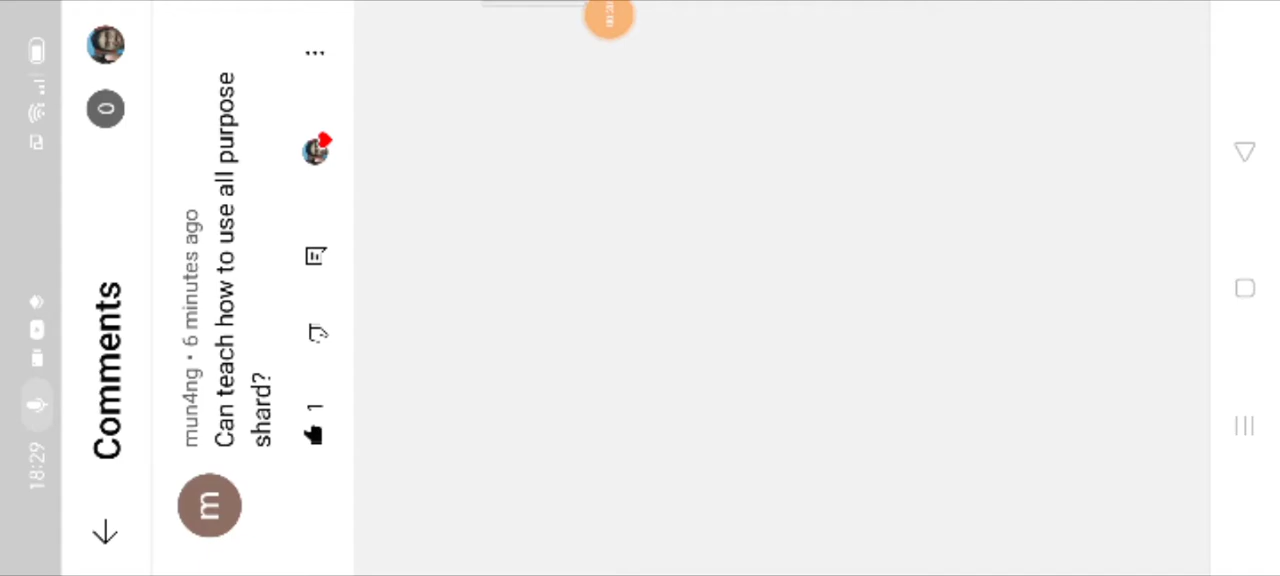 18:29
Comments
0
mun4ng • 6 minutes ago
Can teach how to use all purpose
shard?
1
m